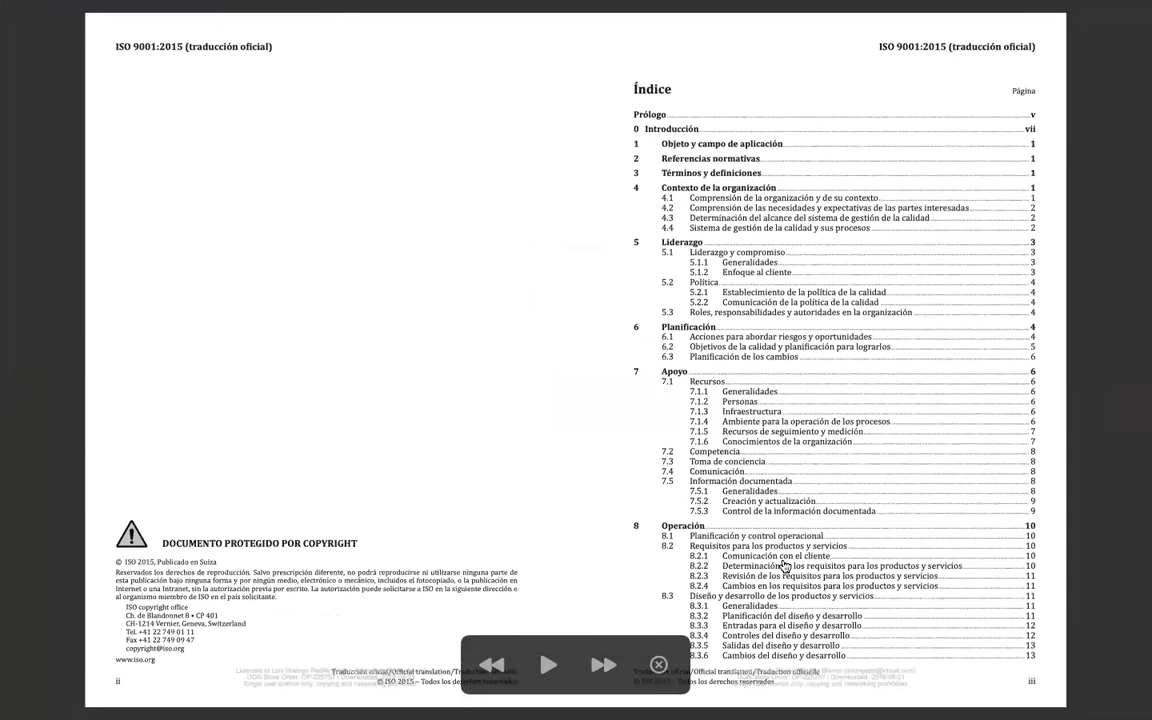 ISO 9001:2015 (traducción oficial)
DOCUMENTO PROTEGIDO POR COPYRIGHT
© ISO 2015, Publicado en Suiza
Reservados los derechos de reproducción. Salvo prescripción diferente, no podrá reproducirse ni utilizarse ninguna parte de
esta publicación bajo ninguna forma y por ningún medio, electrónico o mecánico, incluidos el fotocopiado, o la publicación en
Internet o una Intranet, sin la autorización previa por escrito. La autorización puede solicitarse a ISO en la siguiente dirección o
al organismo miembro de ISO en el país solicitante.
ISO copyright office
Ch. de Blandonnet 8 • CP 401
CH-1214 Vernier, Geneva, Switzerland
Tel. +41 22 749 01 11
Fax +41 22 749 09 47
copyright@iso.org
www.iso.org
Traducción oficial/Official translation/
ii © ISO 2015 – Todos los derechos reservados
ISO 9001:2015 (traducción oficial)
Índice Página
Prólogo v
0 Introducción vii
1 Objeto y campo de aplicación 1
2 Referencias normativas 1
3 Términos y definiciones 1
4 Contexto de la organización 1
4.1 Comprensión de la organización y de su contexto 1
4.2 Comprensión de las necesidades y expectativas de las partes interesadas 2
4.3 Determinación del alcance del sistema de gestión de la calidad 2
4.4 Sistema de gestión de la calidad y sus procesos 2
5 Liderazgo 3
5.1 Liderazgo y compromiso 3
5.1.1 Generalidades 3
5.1.2 Enfoque al cliente 3
5.2 Política 4
5.2.1 Establecimiento de la política de la calidad 4
5.2.2 Comunicación de la política de la calidad 4
5.3 Roles, responsabilidades y autoridades en la organización 4
6 Planificación 4
6.1 Acciones para abordar riesgos y oportunidades 4
6.2 Objetivos de la calidad y planificación para lograrlos 5
6.3 Planificación de los cambios 6
7 Apoyo 6
7.1 Recursos 6
7.1.1 Generalidades 6
7.1.2 Personas 6
7.1.3 Infraestructura 6
7.1.4 Ambiente para la operación de los procesos 6
7.1.5 Recursos de seguimiento y medición 7
7.1.6 Conocimientos de la organización 7
7.2 Competencia 8
7.3 Toma de conciencia 8
7.4 Comunicación 8
7.5 Información documentada 8
7.5.1 Generalidades 8
7.5.2 Creación y actualización 9
7.5.3 Control de la información documentada 9
8 Operación 10
8.1 Planificación y control operacional 10
8.2 Requisitos para los productos y servicios 10
8.2.1 Comunicación con el cliente 10
8.2.2 Determinación los requisitos para los productos y servicios 10
8.2.3 Revisión de los requisitos para los productos y servicios 11
8.2.4 Cambios en los requisitos para los productos y servicios 11
8.3 Diseño y desarrollo de los productos y servicios 11
8.3.1 Generalidades 11
8.3.2 Planificación del diseño y desarrollo 11
8.3.3 Entradas para el diseño y desarrollo 12
8.3.4 Controles del diseño y desarrollo 12
8.3.5 Salidas del diseño y desarrollo 13
8.3.6 Cambios del diseño y desarrollo 13
translation/Traduction officielle
los derechos reservados iii